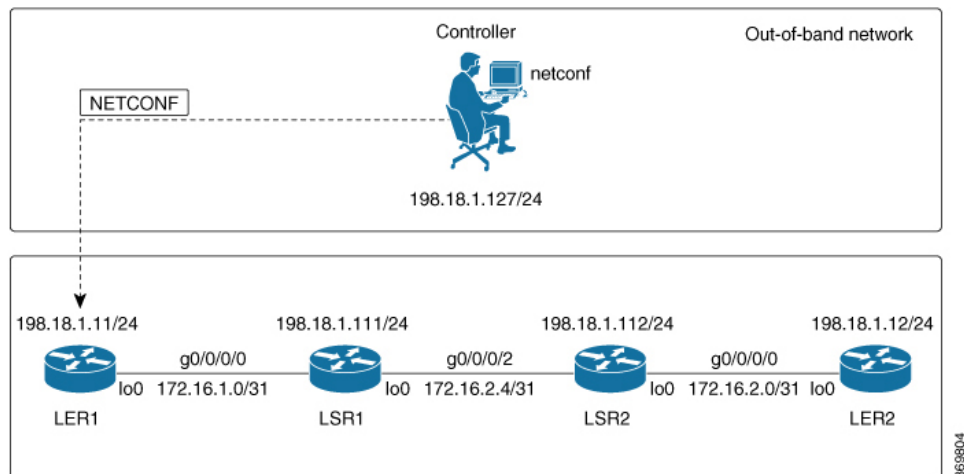 Controller
Out-of-band network
netconf
NETCONF
198.18.1.127/24
198.18.1.11/24
198.18.1.111/24
198.18.1.112/24
198.18.1.12/24
g0/0/0/0
g0/0/0/2
g0/0/0/0
lo0 172.16.1.0/31
lo0 172.16.2.4/31
lo0 172.16.2.0/31 lo0
LER1
LSR1
LSR2
LER2
369804